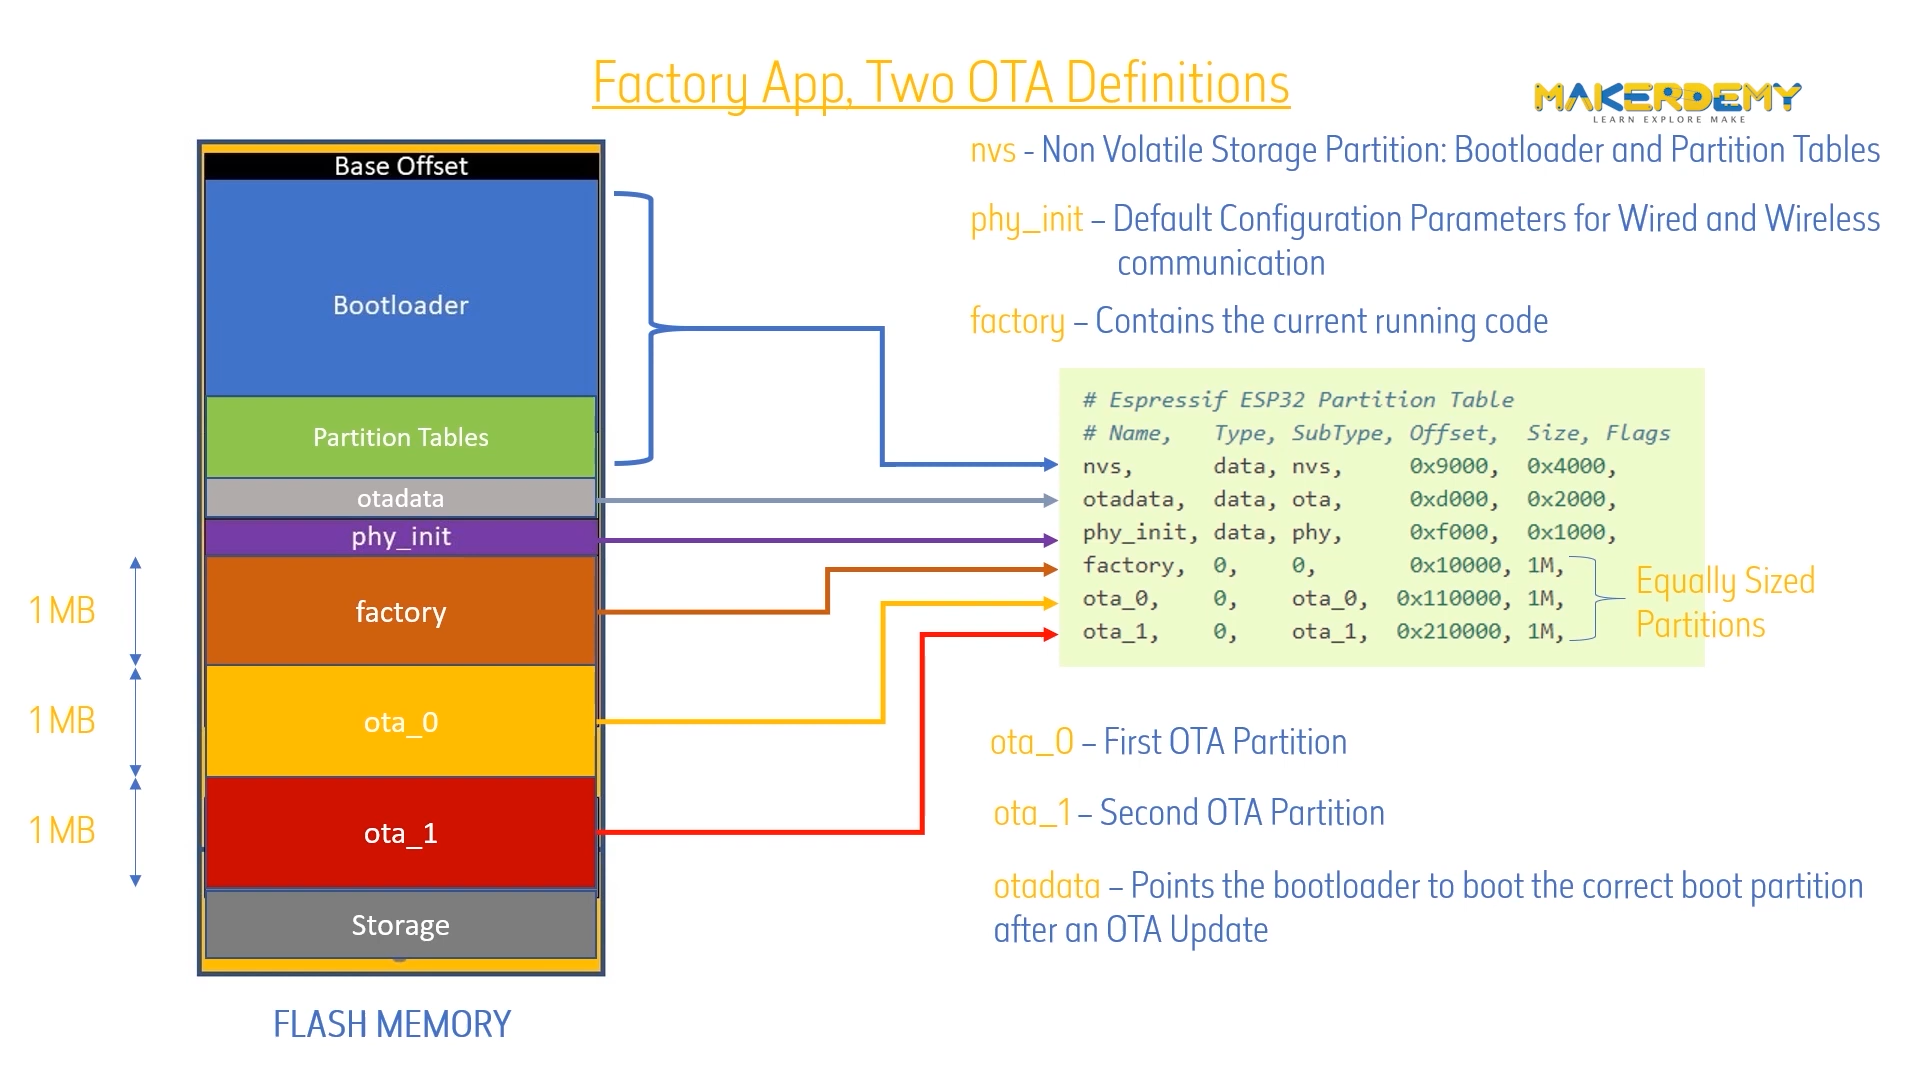 Factory App, Two OTA Definitions
MAKERDEMY
LEARN EXPLORE MAKE
Base Offset
Bootloader
Partition Tables
otadata
phy_init
factory
ota_0
ota_1
Storage
1 MB
1 MB
1 MB
FLASH MEMORY
nvs - Non Volatile Storage Partition: Bootloader and Partition Tables
phy_init – Default Configuration Parameters for Wired and Wireless
communication
factory – Contains the current running code
# Espressif ESP32 Partition Table
# Name, Type, SubType, Offset, Size, Flags
nvs, data, nvs, 0x9000, 0x4000,
otadata, data, ota, 0xd000, 0x2000,
phy_init, data, phy, 0xf000, 0x1000,
factory, 0, 0, 0x10000, 1M,
ota_0, 0, ota_0, 0x110000, 1M,
ota_1, 0, ota_1, 0x210000, 1M,
Equally Sized
Partitions
ota_0 – First OTA Partition
ota_1 – Second OTA Partition
otadata – Points the bootloader to boot the correct boot partition
after an OTA Update